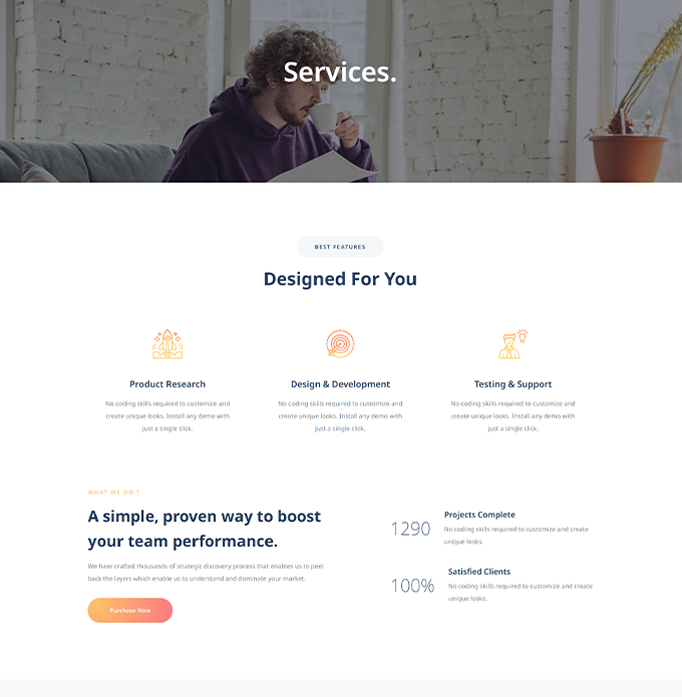 Services.
BEST FEATURES
Designed For You
Product Research
No coding skills required to customize and
create unique looks. Install any demo with
just a single click.
Design & Development
No coding skills required to customize and
create unique looks. Install any demo with
just a single click.
Testing & Support
No coding skills required to customize and
create unique looks. Install any demo with
just a single click.
WHAT WE DO ?
A simple, proven way to boost
your team performance.
We have crafted thousands of strategic discovery process that enables us to peel
back the layers which enable us to understand and dominate your market.
Purchase Now
1290
Projects Complete
No coding skills required to customize and create
unique looks.
100%
Satisfied Clients
No coding skills required to customize and create
unique looks.